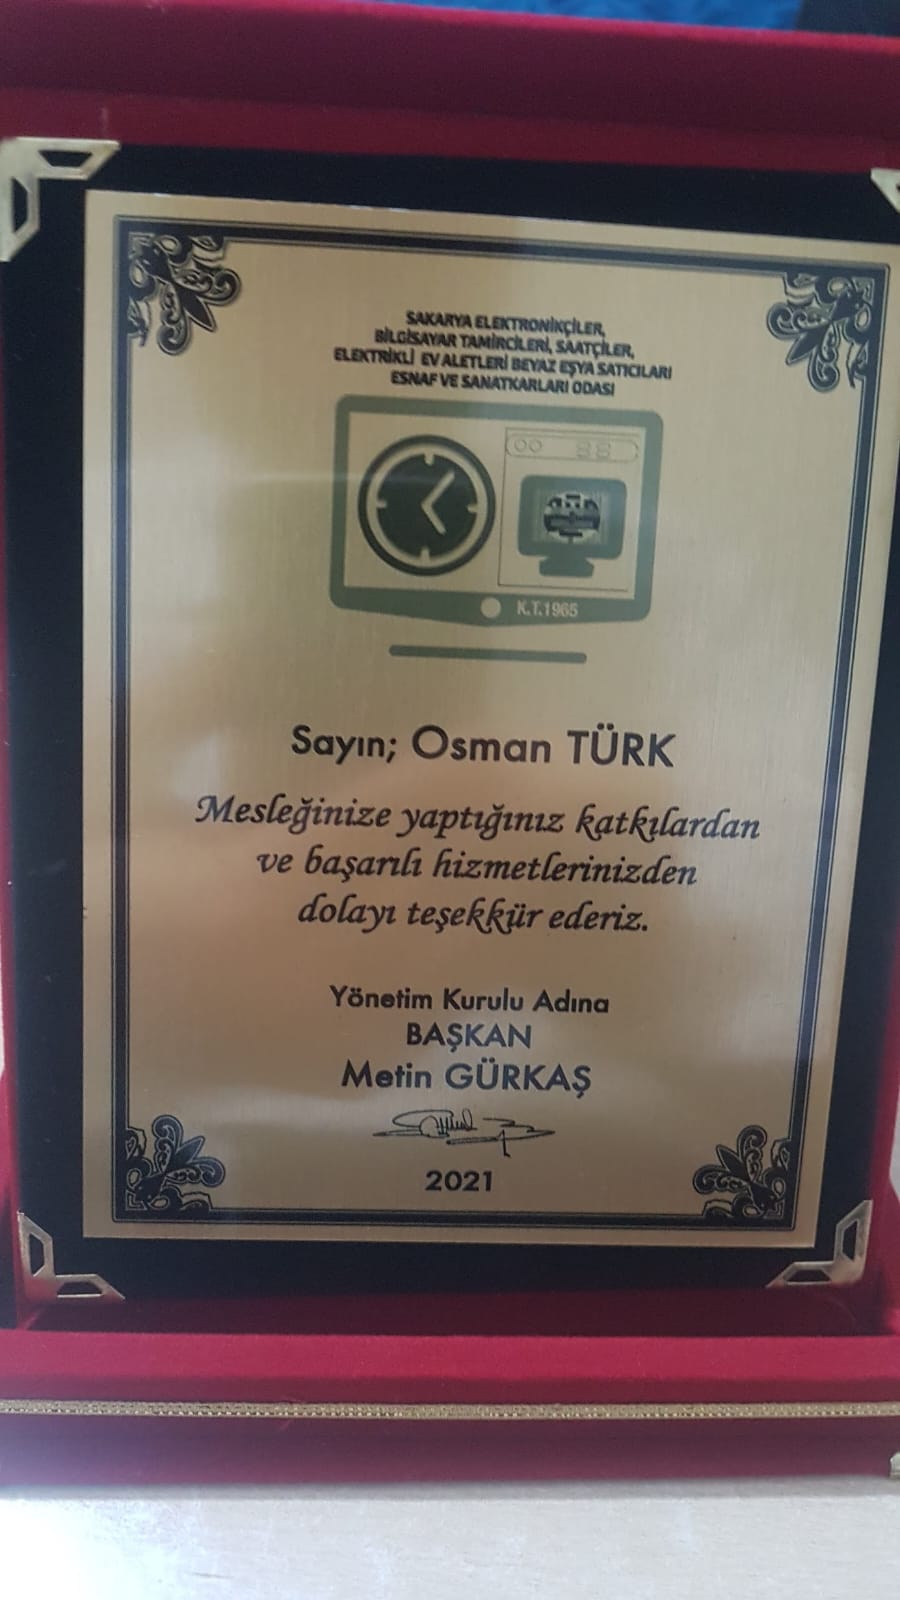 SAKARYA ELEKTRONİKÇİLER,
BİLGİSAYAR TAMİRCİLERİ, SAATÇİLER,
ELEKTRİKLİ EV ALETLERİ BEYAZ EŞYA SATICILARI
ESNAF VE SANATKARLARI ODASI
88
K.T.1965
Sayın; Osman TÜRK
Mesleğinize yaptığınız katkılardan
ve başarılı hizmetlerinizden
dolayı teşekkür ederiz.
Yönetim Kurulu Adına
BAŞKAN
Metin GÜRKAŞ
2021